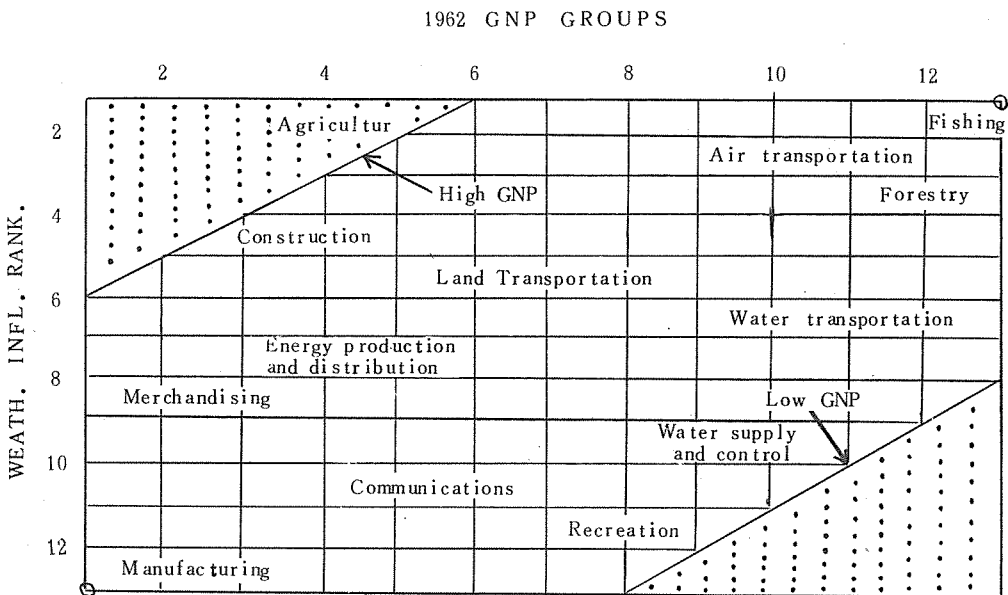 1962 GNP GROUPS
2 4 6 8 10 12
2 Agricultur Fishing
Air transportation
High GNP Forestry
4
Construction
Land Transportation
6
Water transportation
Energy production
and distribution
8
Merchandising Low GNP
Water supply
and control
10
Communications
Recreation
12
Manufacturing
WEATH. INFL. RANK.